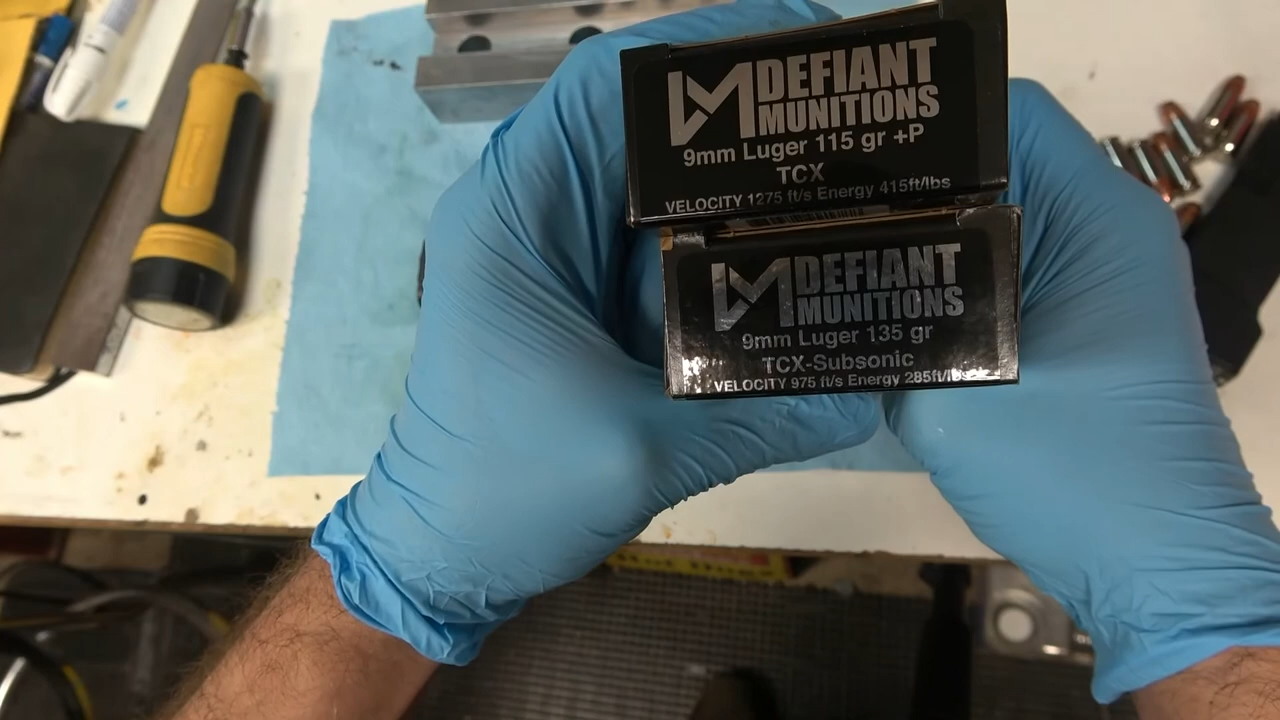 DEFIANT
MUNITIONS
9mm Luger 115 gr +P
TCX
VELOCITY 1275 ft/s Energy 415ft/lbs
DEFIANT
MUNITIONS
9mm Luger 135 gr
TCX-Subsonic
VELOCITY 975 ft/s Energy 285ft/lbs